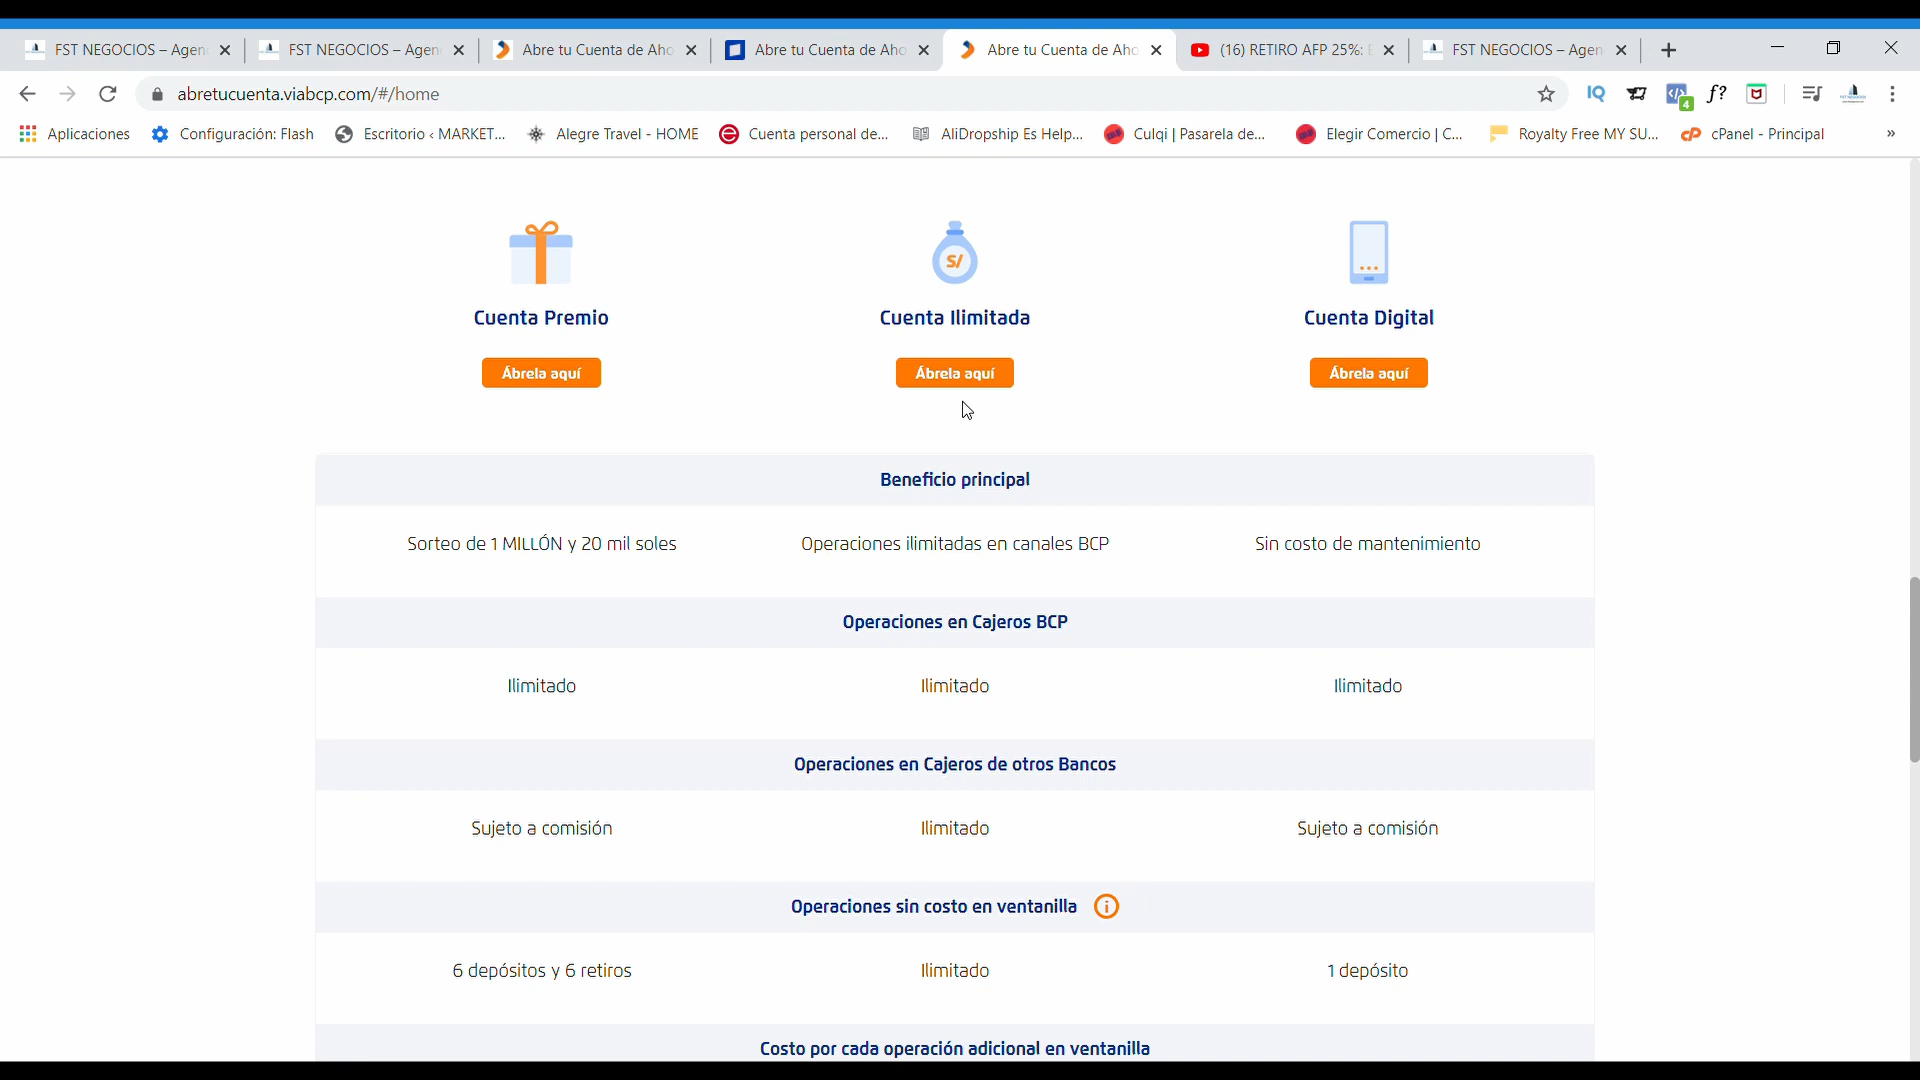 FST NEGOCIOS – Agen
FST NEGOCIOS – Agen
Abre tu Cuenta de Aho
Abre tu Cuenta de Aho
Abre tu Cuenta de Aho
(16) RETIRO AFP 25%:
FST NEGOCIOS – Agen
abretucuenta.viabcp.com/#/home
IQ
4
f?
Aplicaciones
Configuración: Flash
Escritorio ‹ MARKET...
Alegre Travel - HOME
Cuenta personal de...
AliDropship Es Help...
Culqi | Pasarela de...
Elegir Comercio | C...
Royalty Free MY SU...
cPanel - Principal
»
S/
Cuenta Premio
Cuenta Ilimitada
Cuenta Digital
Ábrela aquí
Ábrela aquí
Ábrela aquí
Beneficio principal
Sorteo de 1 MILLÓN y 20 mil soles
Operaciones ilimitadas en canales BCP
Sin costo de mantenimiento
Operaciones en Cajeros BCP
Ilimitado
Ilimitado
Ilimitado
Operaciones en Cajeros de otros Bancos
Sujeto a comisión
Ilimitado
Sujeto a comisión
Operaciones sin costo en ventanilla
6 depósitos y 6 retiros
Ilimitado
1 depósito
Costo por cada operación adicional en ventanilla